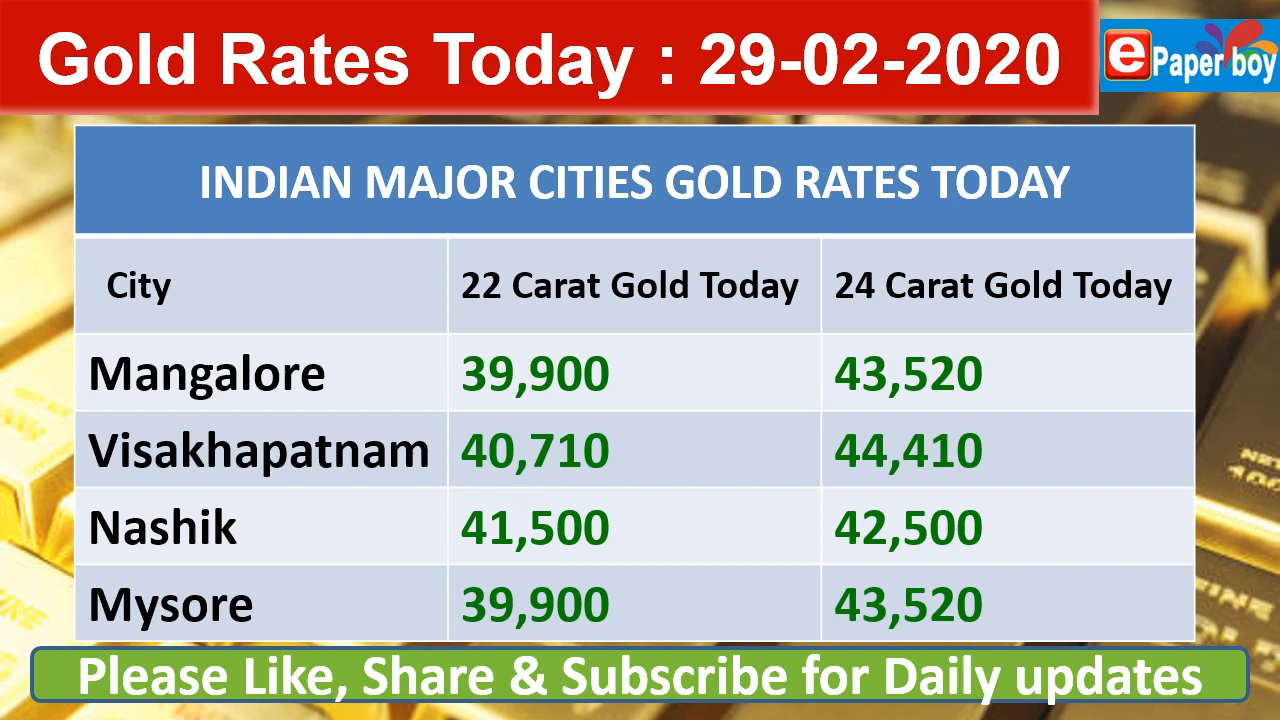 Gold Rates Today : 29-02-2020
e Paper boy
INDIAN MAJOR CITIES GOLD RATES TODAY
City 22 Carat Gold Today 24 Carat Gold Today
Mangalore 39,900 43,520
Visakhapatnam 40,710 44,410
Nashik 41,500 42,500
Mysore 39,900 43,520
Please Like, Share & Subscribe for Daily updates